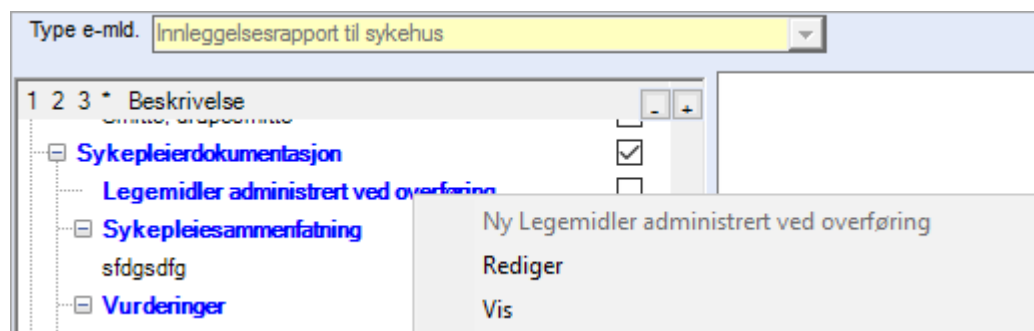 Type e-mld. Innleggelsesrapport til sykehus
1 2 3 * Beskrivelse - +
Sykepleierdokumentasjon
Legemidler administrert ved overføring
Ny Legemidler administrert ved overføring
Sykepleiesammenfatning
sfdgsdfg
Rediger
Vurderinger
Vis